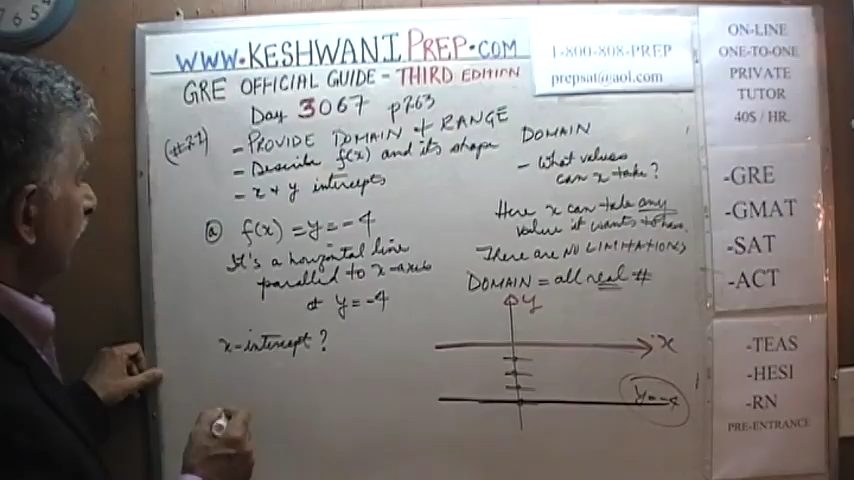 WWW.KESHWANIPREP.COM
GRE OFFICIAL GUIDE - THIRD EDITION
Day 3067 p263
1-800-808-PREP
prepsat@aol.com
(#21)
- PROVIDE DOMAIN & RANGE
- Describe f(x) and its shape
- x & y intercepts
(a) f(x) = y = -4
It's a horizontal line
parallel to x-axis
at y = -4
x-intercept ?
DOMAIN
- What values
can x take?
Here x can take any
value it wants to have.
There are NO LIMITATIONS
DOMAIN = all real #
y
x
y = -4
ON-LINE
ONE-TO-ONE
PRIVATE
TUTOR
40$ / HR.
-GRE
-GMAT
-SAT
-ACT
-TEAS
-HESI
-RN
PRE-ENTRANCE
7
6
5